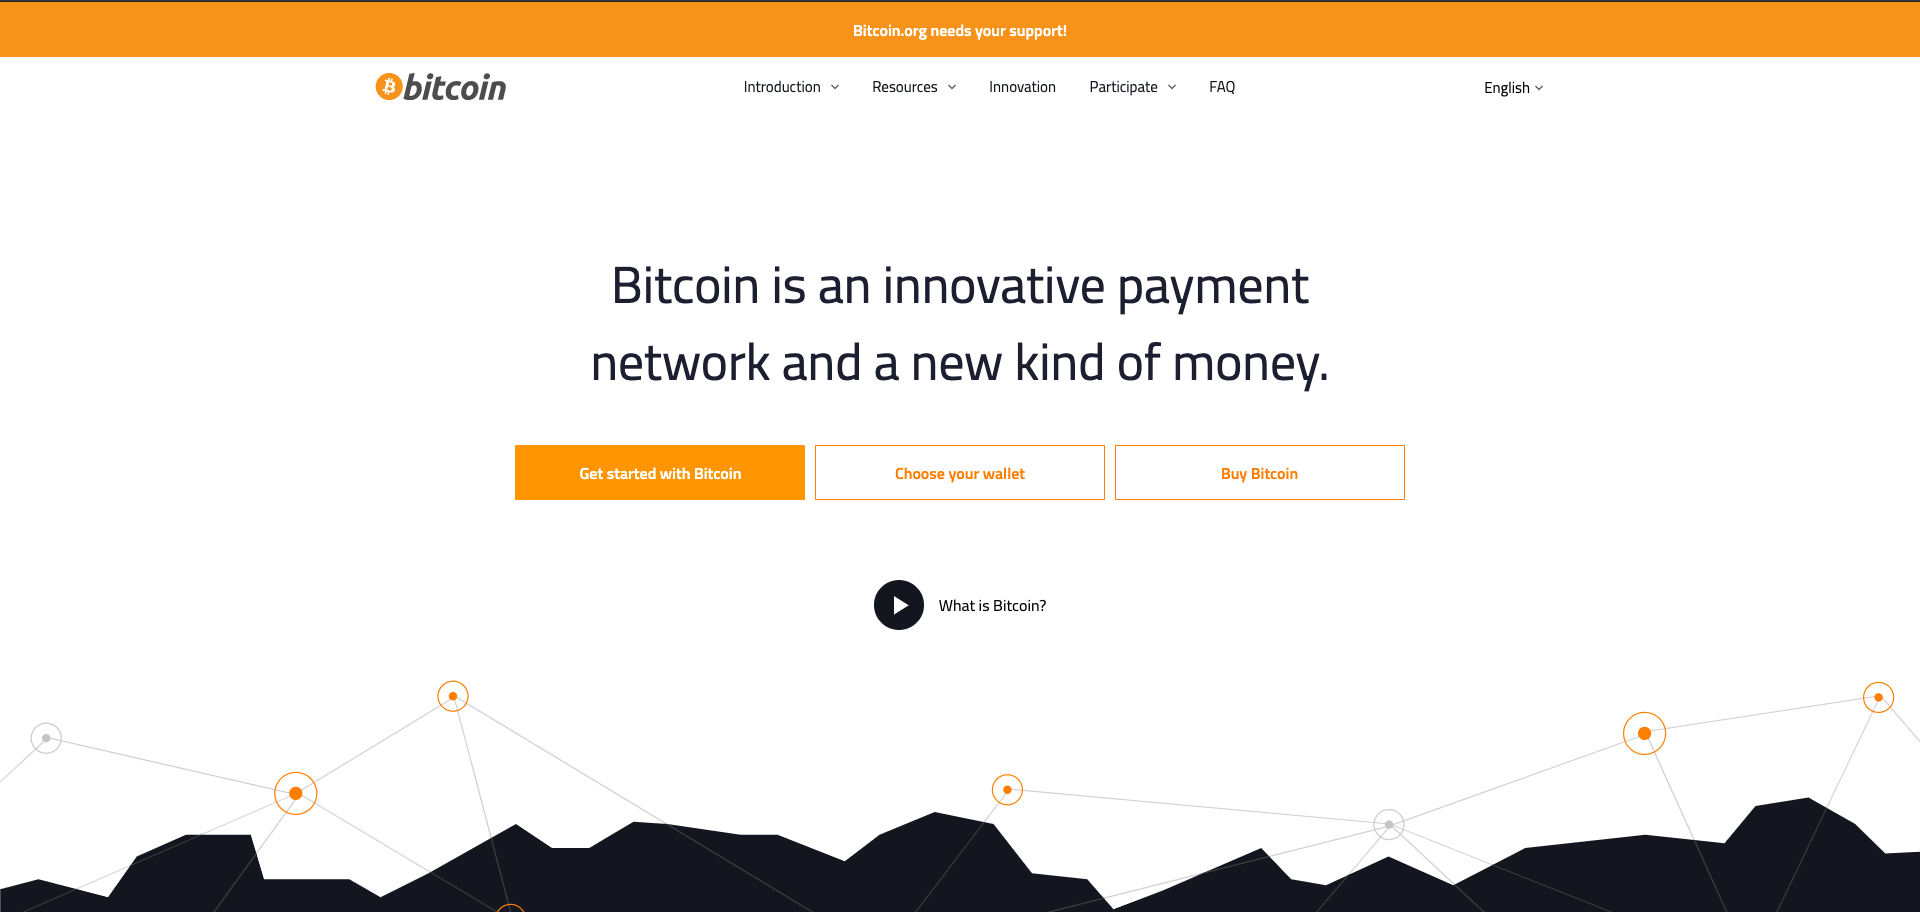 Bitcoin.org needs your support!
bitcoin
Introduction
Resources
Innovation
Participate
FAQ
English
Bitcoin is an innovative payment
network and a new kind of money.
Get started with Bitcoin
Choose your wallet
Buy Bitcoin
What is Bitcoin?